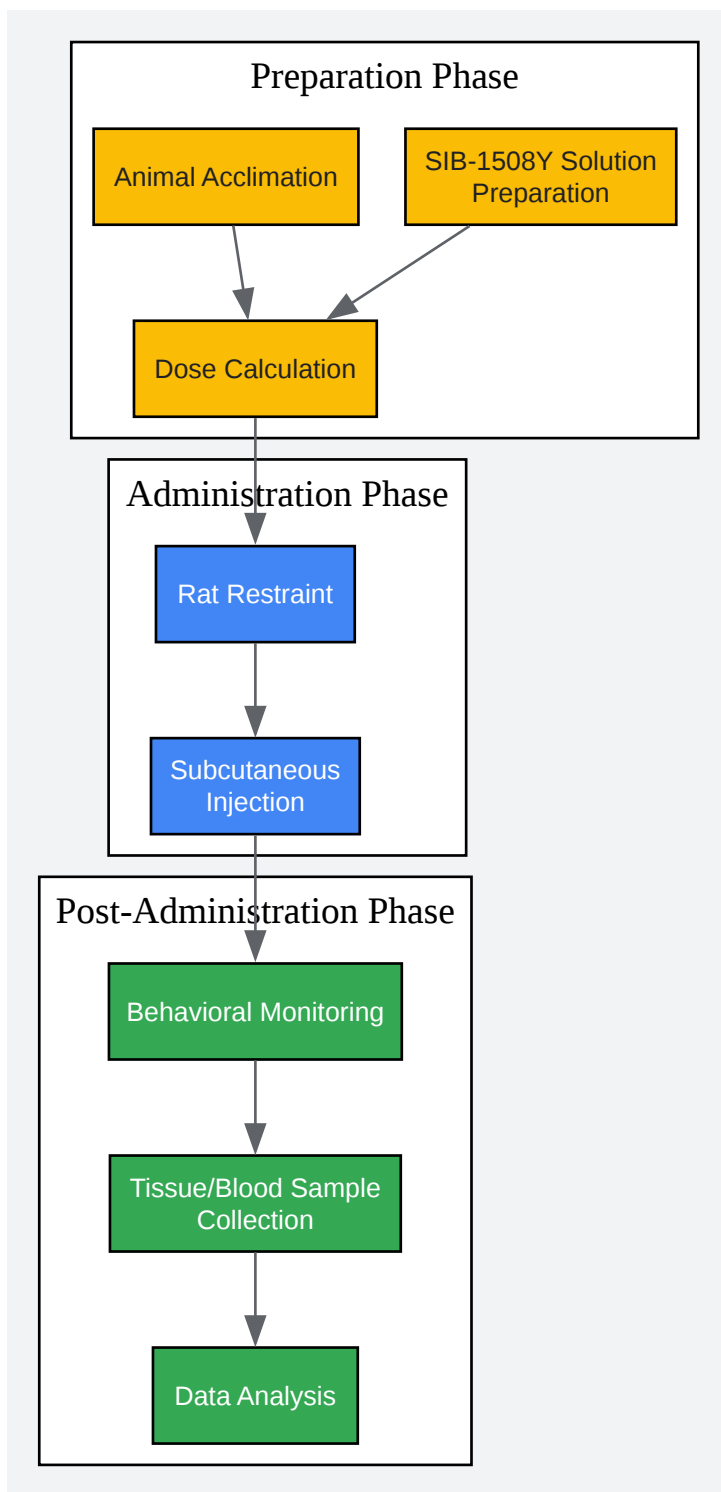 Preparation Phase
Animal Acclimation
SIB-1508Y Solution
Preparation
Dose Calculation
Administration Phase
Rat Restraint
Subcutaneous
Injection
Post-Administration Phase
Behavioral Monitoring
Tissue/Blood Sample
Collection
Data Analysis